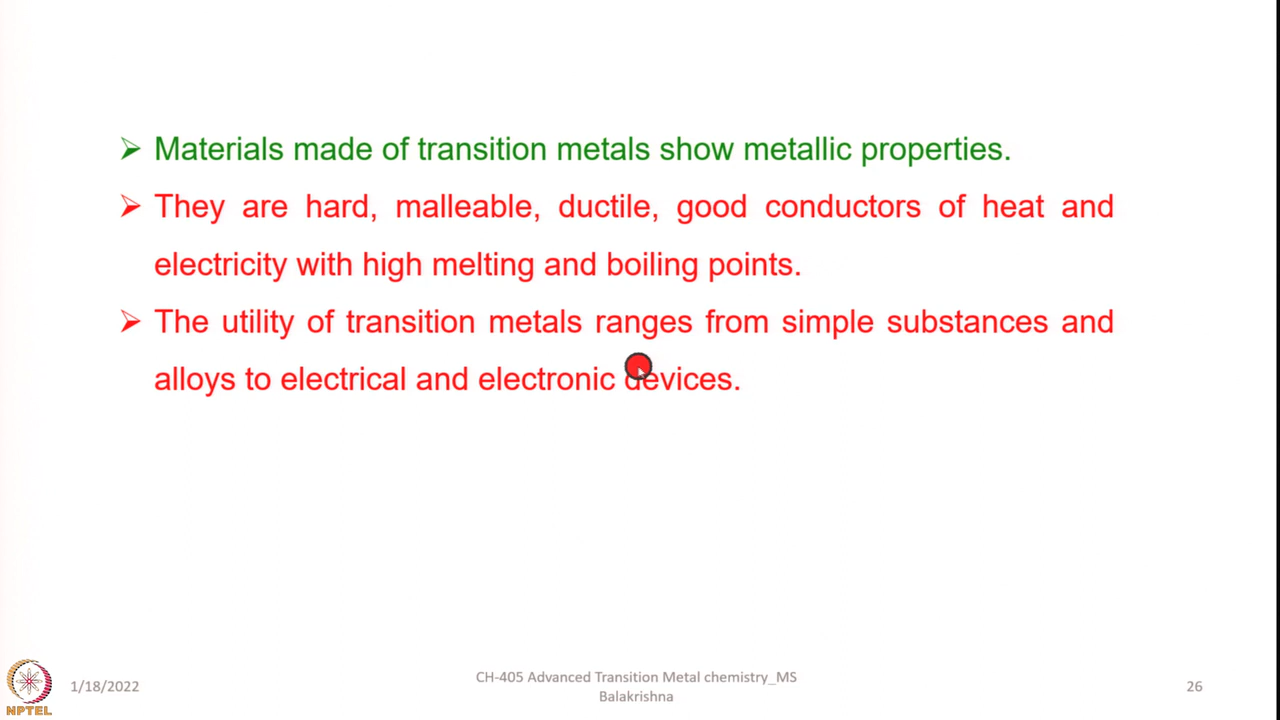 ➢ Materials made of transition metals show metallic properties.
➢ They are hard, malleable, ductile, good conductors of heat and
electricity with high melting and boiling points.
➢ The utility of transition metals ranges from simple substances and
alloys to electrical and electronic devices.
NPTEL
1/18/2022
CH-405 Advanced Transition Metal chemistry_MS
Balakrishna
26